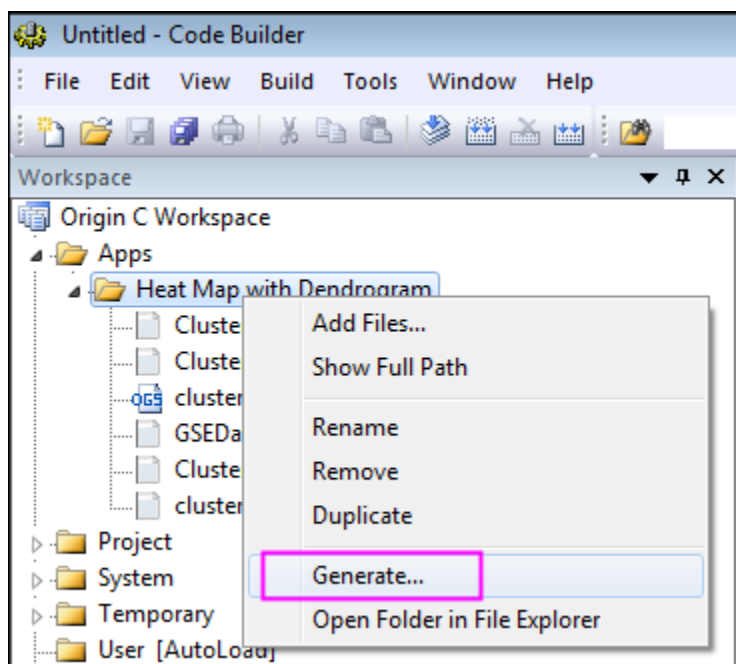 Untitled - Code Builder
File Edit View Build Tools Window Help
Workspace
Origin C Workspace
Apps
Heat Map with Dendrogram
Cluste
Cluste
OGS cluster
GSEDa
Cluste
cluster
Add Files...
Show Full Path
Rename
Remove
Duplicate
Generate...
Open Folder in File Explorer
Project
System
Temporary
User [AutoLoad]